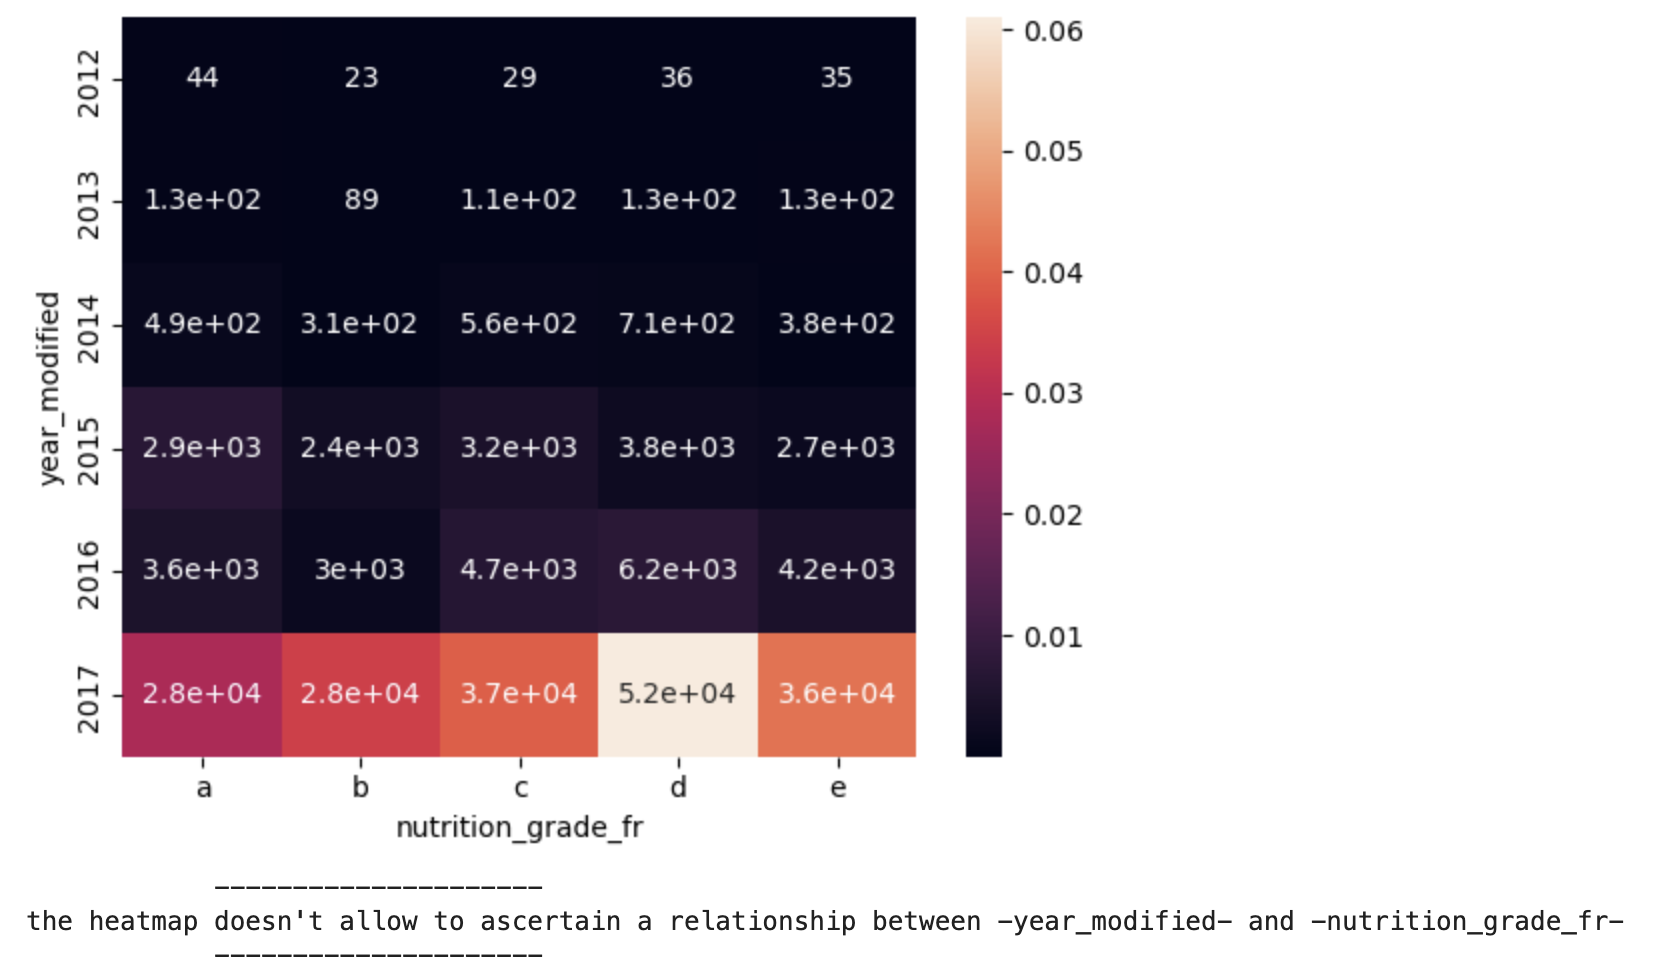 0.06
2012 44 23 29 36 35
0.05
2013 1.3e+02 89 1.1e+02 1.3e+02 1.3e+02
0.04
year_modified
2014 4.9e+02 3.1e+02 5.6e+02 7.1e+02 3.8e+02
0.03
2015 2.9e+03 2.4e+03 3.2e+03 3.8e+03 2.7e+03
0.02
2016 3.6e+03 3e+03 4.7e+03 6.2e+03 4.2e+03
0.01
2017 2.8e+04 2.8e+04 3.7e+04 5.2e+04 3.6e+04
a b c d e
nutrition_grade_fr
---------------------
the heatmap doesn't allow to ascertain a relationship between -year_modified- and -nutrition_grade_fr-
---------------------